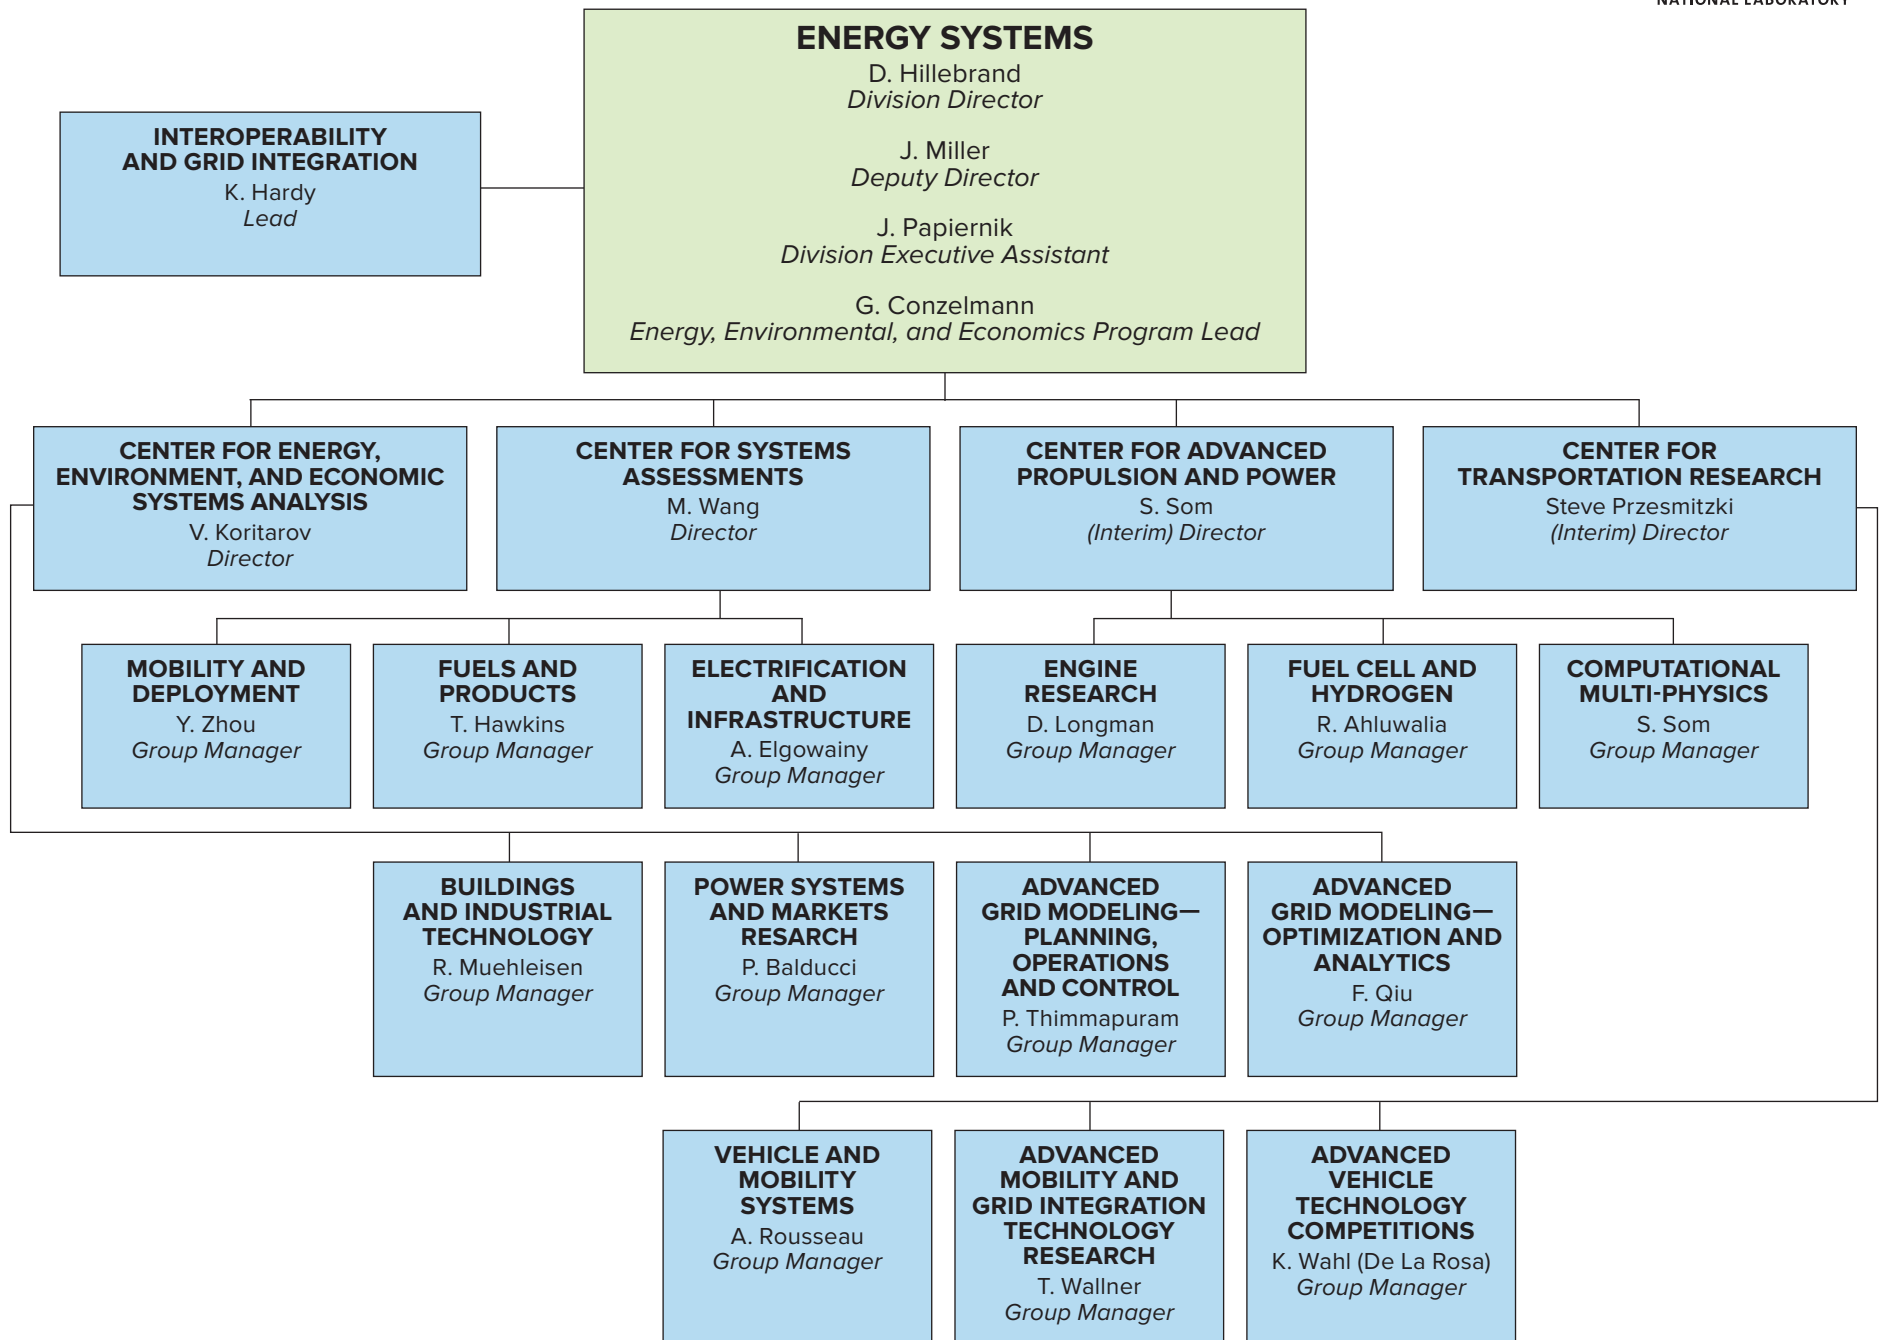 NATIONAL LABORATORY
ENERGY SYSTEMS
D. Hillebrand
Division Director
J. Miller
Deputy Director
J. Papiernik
Division Executive Assistant
G. Conzelmann
Energy, Environmental, and Economics Program Lead
INTEROPERABILITY
AND GRID INTEGRATION
K. Hardy
Lead
CENTER FOR ENERGY,
ENVIRONMENT, AND ECONOMIC
SYSTEMS ANALYSIS
V. Koritarov
Director
CENTER FOR SYSTEMS
ASSESSMENTS
M. Wang
Director
CENTER FOR ADVANCED
PROPULSION AND POWER
S. Som
(Interim) Director
CENTER FOR
TRANSPORTATION RESEARCH
Steve Przesmitzki
(Interim) Director
MOBILITY AND
DEPLOYMENT
Y. Zhou
Group Manager
FUELS AND
PRODUCTS
T. Hawkins
Group Manager
ELECTRIFICATION
AND
INFRASTRUCTURE
A. Elgowainy
Group Manager
ENGINE
RESEARCH
D. Longman
Group Manager
FUEL CELL AND
HYDROGEN
R. Ahluwalia
Group Manager
COMPUTATIONAL
MULTI-PHYSICS
S. Som
Group Manager
BUILDINGS
AND INDUSTRIAL
TECHNOLOGY
R. Muehleisen
Group Manager
POWER SYSTEMS
AND MARKETS
RESARCH
P. Balducci
Group Manager
ADVANCED
GRID MODELING—
PLANNING,
OPERATIONS
AND CONTROL
P. Thimmapuram
Group Manager
ADVANCED
GRID MODELING—
OPTIMIZATION AND
ANALYTICS
F. Qiu
Group Manager
VEHICLE AND
MOBILITY
SYSTEMS
A. Rousseau
Group Manager
ADVANCED
MOBILITY AND
GRID INTEGRATION
TECHNOLOGY
RESEARCH
T. Wallner
Group Manager
ADVANCED
VEHICLE
TECHNOLOGY
COMPETITIONS
K. Wahl (De La Rosa)
Group Manager